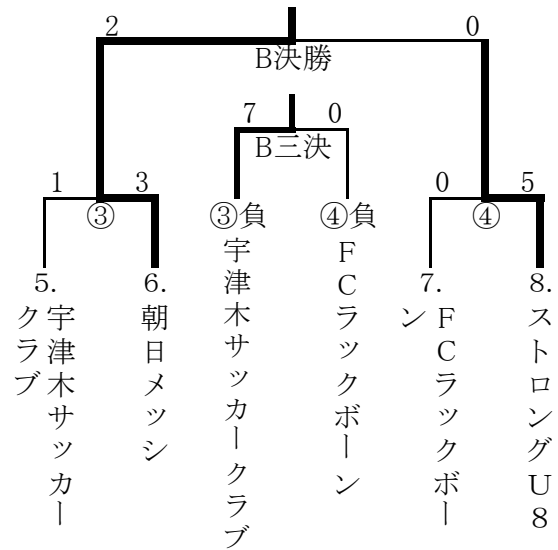 2
0
B決勝
7
0
B三決
1
3
0
5
③
③負
④負
④
5.
宇津木サッカー
クラブ
6.
朝日メッシ
宇津木サッカークラブ
FCラックボーン
7.
FCラックボー
ン
8.
ストロングU8